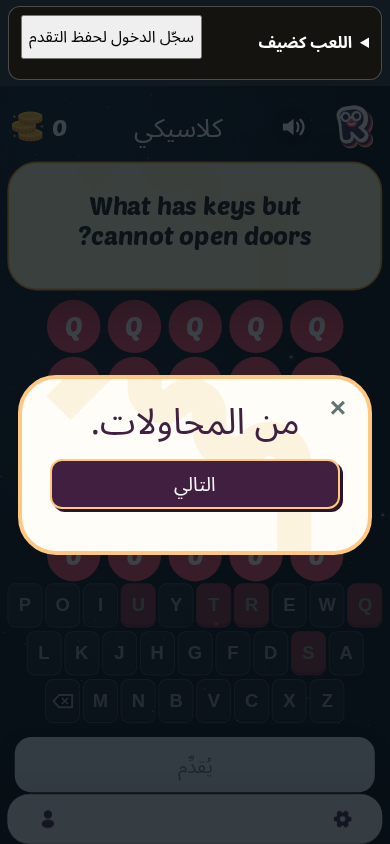 ◀ اللعب كضيف
سجّل الدخول لحفظ التقدم
كلاسيكي
0
What has keys but
cannot open doors?
Q Q Q Q Q
×
من المحاولات.
التالي
P O I U Y T R E W Q
L K J H G F D S A
M N B V C X Z
يُقدِّم